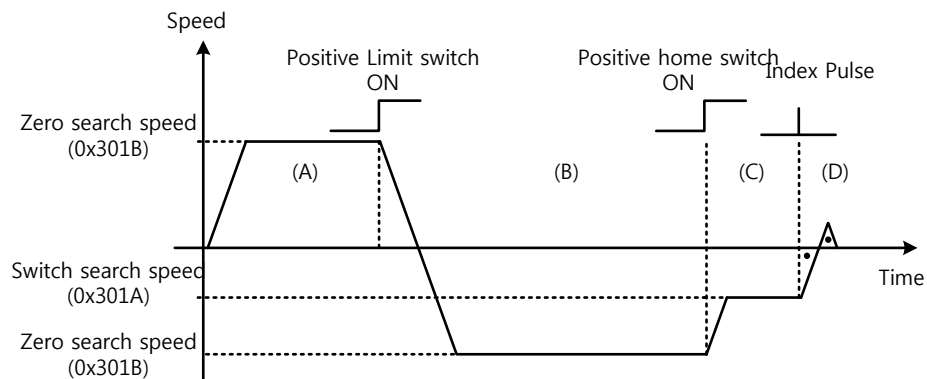 Speed
Positive Limit switch
ON
Positive home switch
ON
Index Pulse
Zero search speed
(0x301B)
(A)
(B)
(C)
(D)
Switch search speed
(0x301A)
Time
Zero search speed
(0x301B)